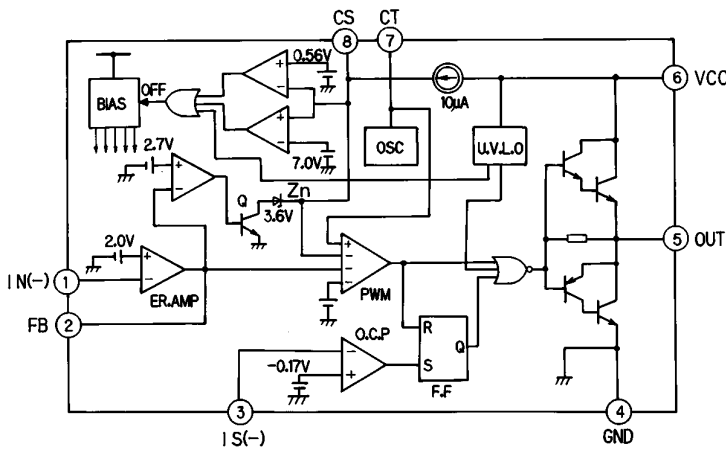 CS CT
8 7
0.56V
OFF
BIAS
10μA
6 VCC
7.0V
OSC
U.V.L.O
2.7V
Zn
Q
3.6V
2.0V
OUT
5
IN(-) 1
ER.AMP
PWM
FB 2
O.C.P
R
Q
S
-0.17V
F.F
3
4
IS(-)
GND
+
-
+
-
+
-
+
-
+
-
-
-
-
+